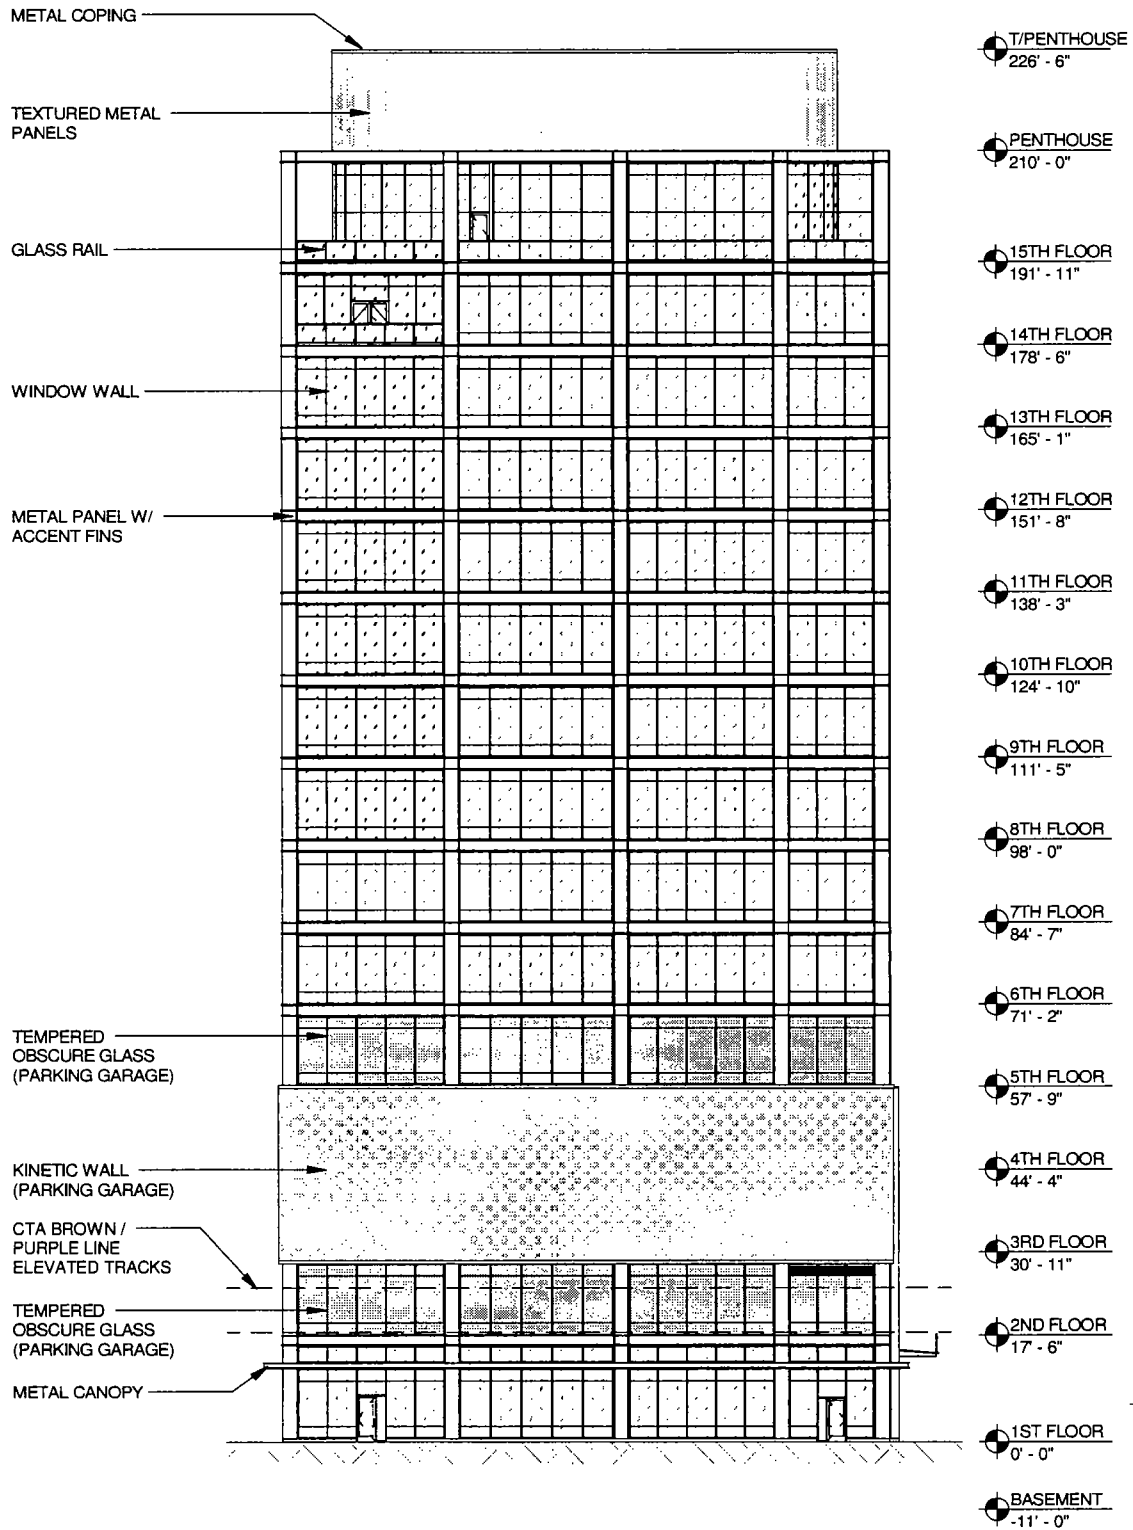 METAL COPING
TEXTURED METAL
PANELS
GLASS RAIL
WINDOW WALL
METAL PANEL W/
ACCENT FINS
TEMPERED
OBSCURE GLASS
(PARKING GARAGE)
KINETIC WALL
(PARKING GARAGE)
CTA BROWN /
PURPLE LINE
ELEVATED TRACKS
TEMPERED
OBSCURE GLASS
(PARKING GARAGE)
METAL CANOPY
T/PENTHOUSE
226' - 6"
PENTHOUSE
210' - 0"
15TH FLOOR
191' - 11"
14TH FLOOR
178' - 6"
13TH FLOOR
165' - 1"
12TH FLOOR
151' - 8"
11TH FLOOR
138' - 3"
10TH FLOOR
124' - 10"
9TH FLOOR
111' - 5"
8TH FLOOR
98' - 0"
7TH FLOOR
84' - 7"
6TH FLOOR
71' - 2"
5TH FLOOR
57' - 9"
4TH FLOOR
44' - 4"
3RD FLOOR
30' - 11"
2ND FLOOR
17' - 6"
1ST FLOOR
0' - 0"
BASEMENT
-11' - 0"